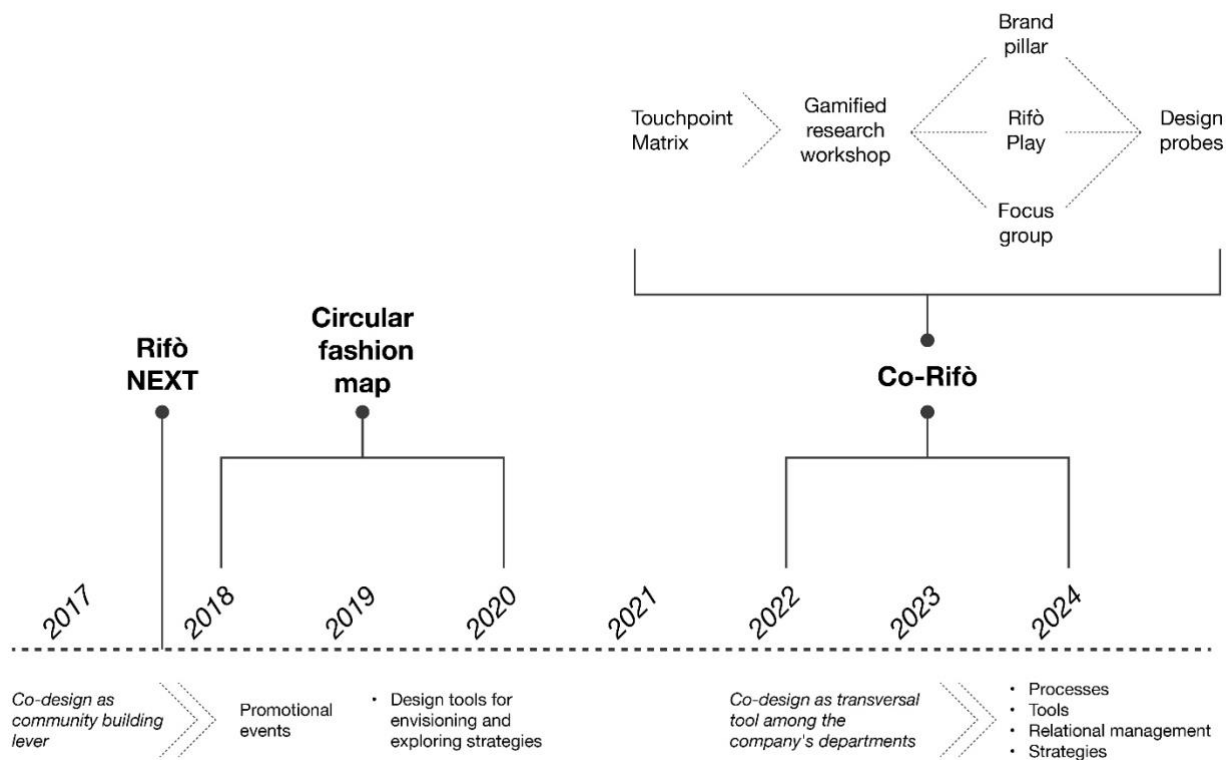 Brand
pillar
Touchpoint
Matrix
Gamified
research
workshop
Rifò
Play
Design
probes
Focus
group
Rifò
NEXT
Circular
fashion
map
Co-Rifò
2017
2018
2019
2020
2021
2022
2023
2024
Co-design as
community building
lever
Promotional
events
• Design tools for
envisioning and
exploring strategies
Co-design as transversal
tool among the
company's departments
• Processes
• Tools
• Relational management
• Strategies